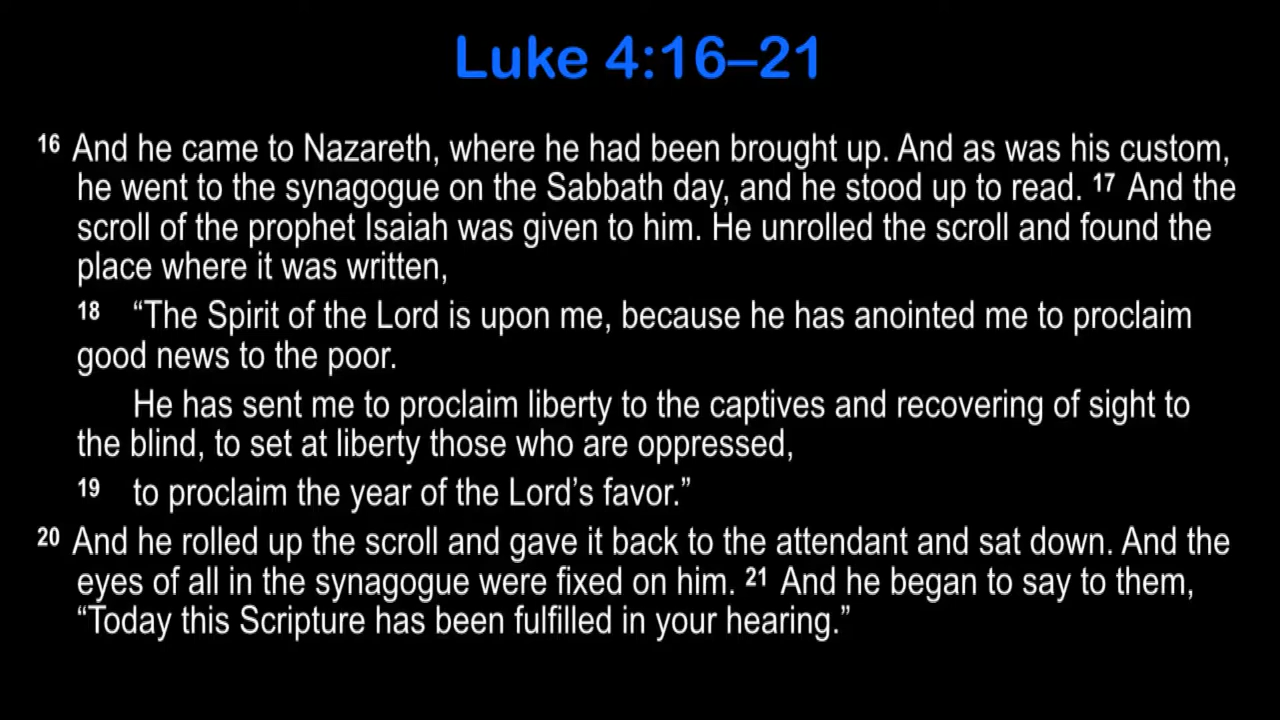 Luke 4:16–21
16 And he came to Nazareth, where he had been brought up. And as was his custom,
he went to the synagogue on the Sabbath day, and he stood up to read. 17 And the
scroll of the prophet Isaiah was given to him. He unrolled the scroll and found the
place where it was written,
18 “The Spirit of the Lord is upon me, because he has anointed me to proclaim
good news to the poor.
He has sent me to proclaim liberty to the captives and recovering of sight to
the blind, to set at liberty those who are oppressed,
19 to proclaim the year of the Lord’s favor.”
20 And he rolled up the scroll and gave it back to the attendant and sat down. And the
eyes of all in the synagogue were fixed on him. 21 And he began to say to them,
“Today this Scripture has been fulfilled in your hearing.”